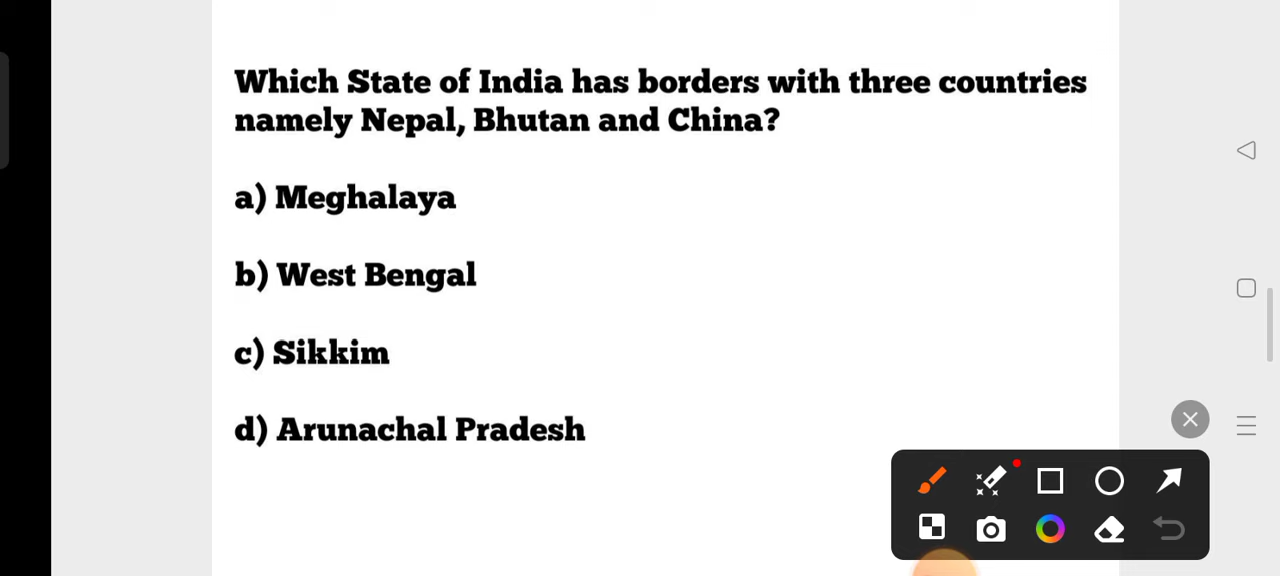 Which State of India has borders with three countries
namely Nepal, Bhutan and China?
a) Meghalaya
b) West Bengal
c) Sikkim
d) Arunachal Pradesh